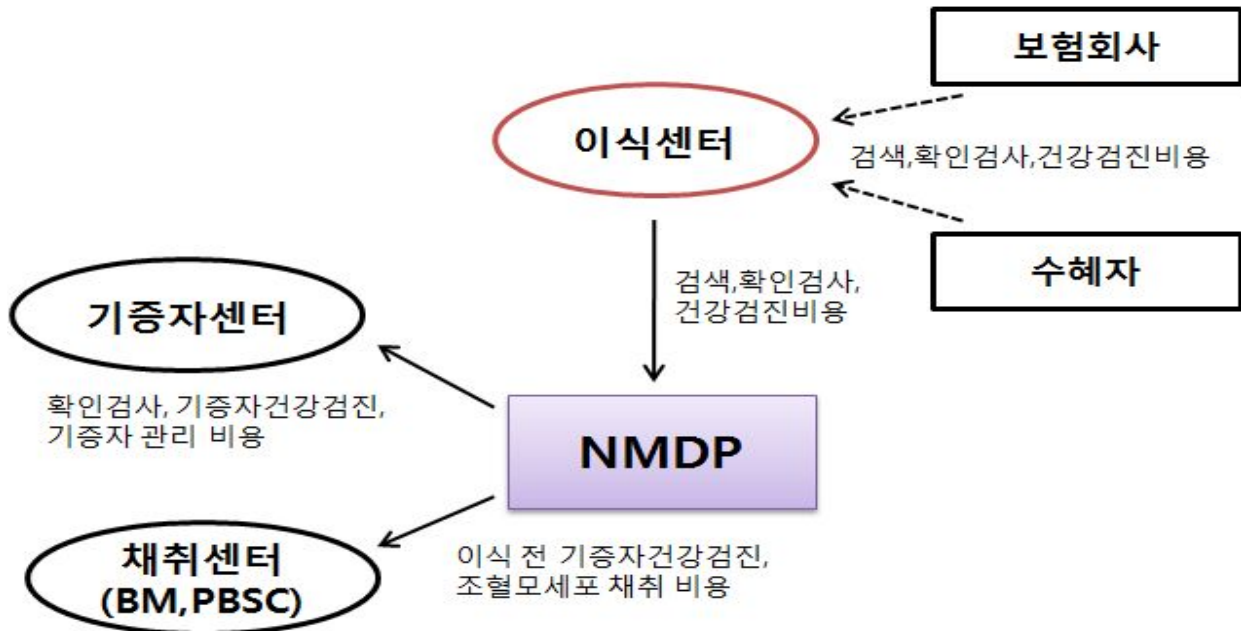 보험회사
이식센터
검색,확인검사,건강검진비용
수혜자
검색,확인검사,
건강검진비용
기증자센터
확인검사, 기증자건강검진,
기증자 관리 비용
NMDP
채취센터
(BM,PBSC)
이식 전 기증자건강검진,
조혈모세포 채취 비용